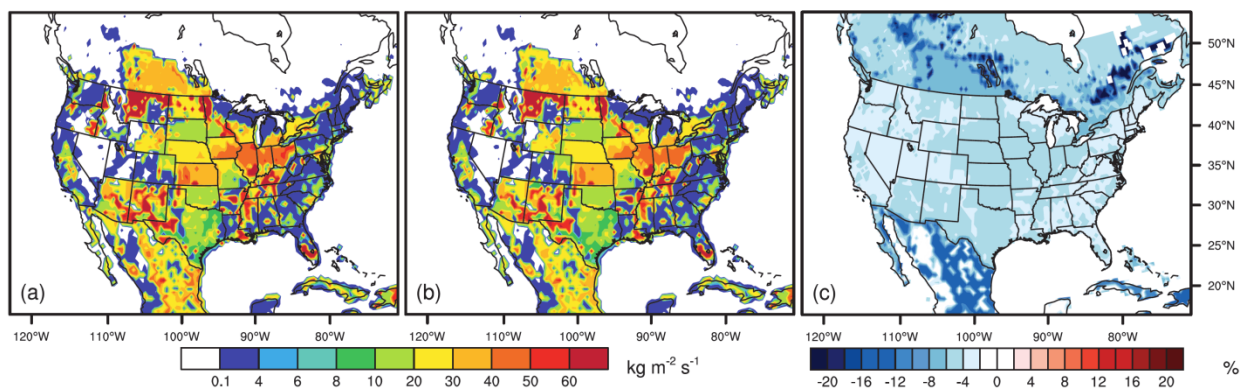 (a) (b) (c)
50°N
45°N
40°N
35°N
30°N
25°N
20°N
120°W 110°W 100°W 90°W 80°W 120°W 110°W 100°W 90°W 80°W 120°W 110°W 100°W 90°W 80°W
0.1 4 6 8 10 20 30 40 50 60 kg m⁻² s⁻¹
-20 -16 -12 -8 -4 0 4 8 12 16 20 %